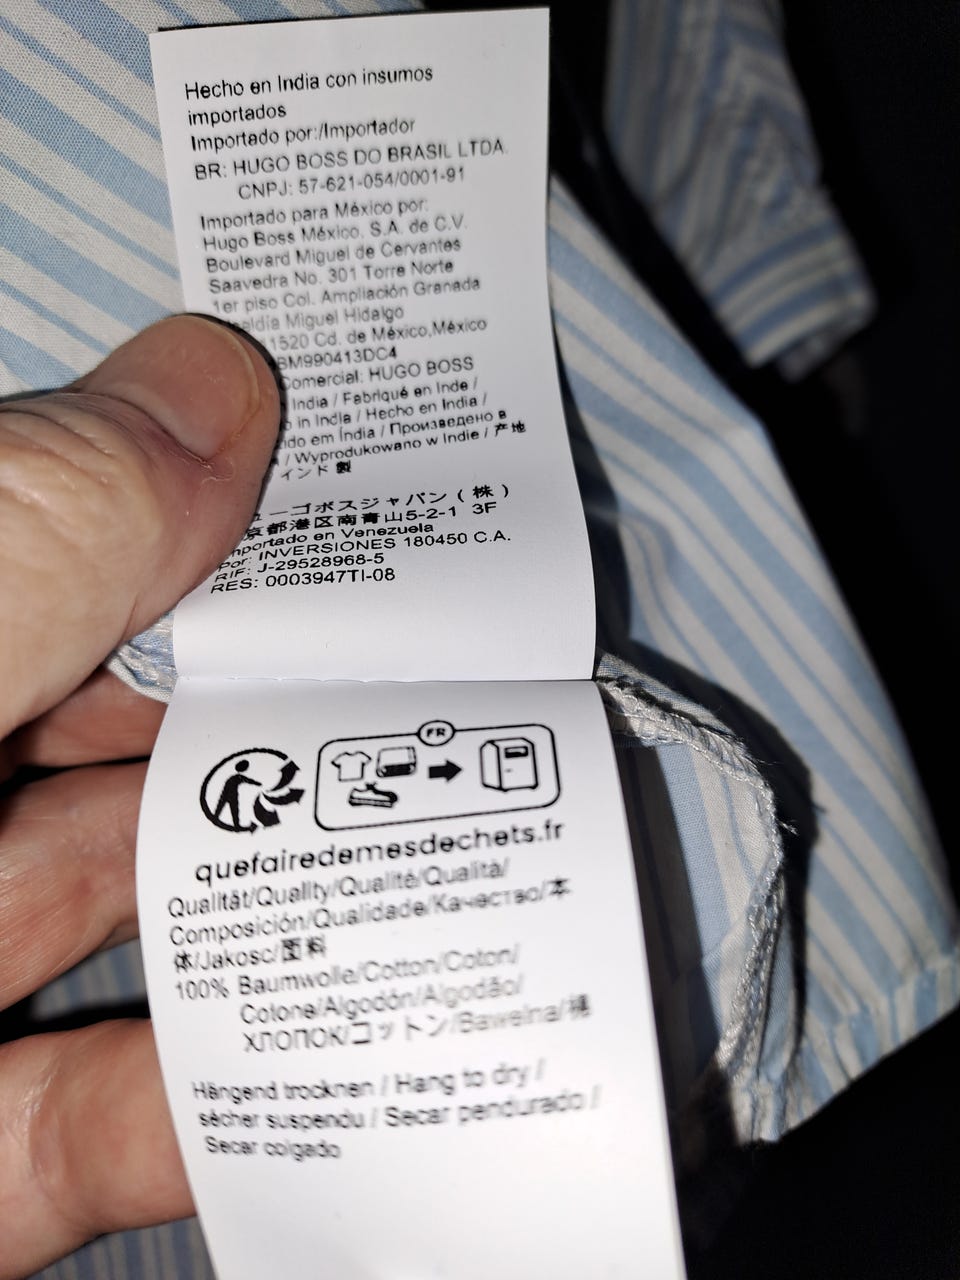 Hecho en India con insumos
importados
Importado por:/Importador
BR: HUGO BOSS DO BRASIL LTDA.
CNPJ: 57-621-054/0001-91
Importado para México por:
Hugo Boss México, S.A. de C.V.
Boulevard Miguel de Cervantes
Saavedra No. 301 Torre Norte
1er piso Col. Ampliación Granada
Miguel Hidalgo
1520 Cd. de México,México
BM990413DC4
Comercial: HUGO BOSS
India / Fabriqué en Inde /
in India / Hecho en India /
em Índia / Произведено в
/ Wyprodukowano w Indie / 産地
インド 製
ューゴボスジャパン ( 株 )
京都港区南青山5-2-1 3F
Importado en Venezuela
Por: INVERSIONES 180450 C.A.
RIF: J-29528968-5
RES: 0003947TI-08
FR
quefairedemesdechets.fr
Qualität/Quality/Qualité/Qualità/
Composición/Qualidade/Качество/本
体/Jakosc/面料
100% Baumwolle/Cotton/Coton/
Cotone/Algodón/Algodão/
ХЛОПОК/コットン/Bawelna/棉
Hängend trocknen / Hang to dry /
sécher suspendu / Secar pendurado /
Secar colgado